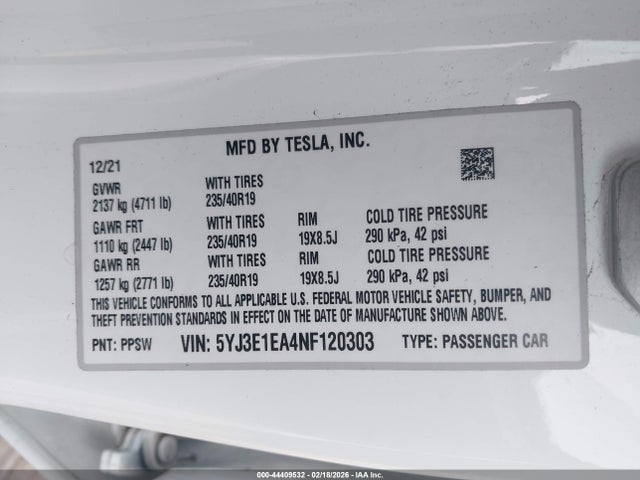 MFD BY TESLA, INC.
12/21
GVWR WITH TIRES
2137 kg (4711 lb) 235/40R19
GAWR FRT WITH TIRES RIM COLD TIRE PRESSURE
1110 kg (2447 lb) 235/40R19 19X8.5J 290 kPa, 42 psi
GAWR RR WITH TIRES RIM COLD TIRE PRESSURE
1257 kg (2771 lb) 235/40R19 19X8.5J 290 kPa, 42 psi
THIS VEHICLE CONFORMS TO ALL APPLICABLE U.S. FEDERAL MOTOR VEHICLE SAFETY, BUMPER, AND
THEFT PREVENTION STANDARDS IN EFFECT ON THE DATE OF MANUFACTURE SHOWN ABOVE.
PNT: PPSW VIN: 5YJ3E1EA4NF120303 TYPE: PASSENGER CAR
000-44409532 - 02/18/2026 - IAA Inc.